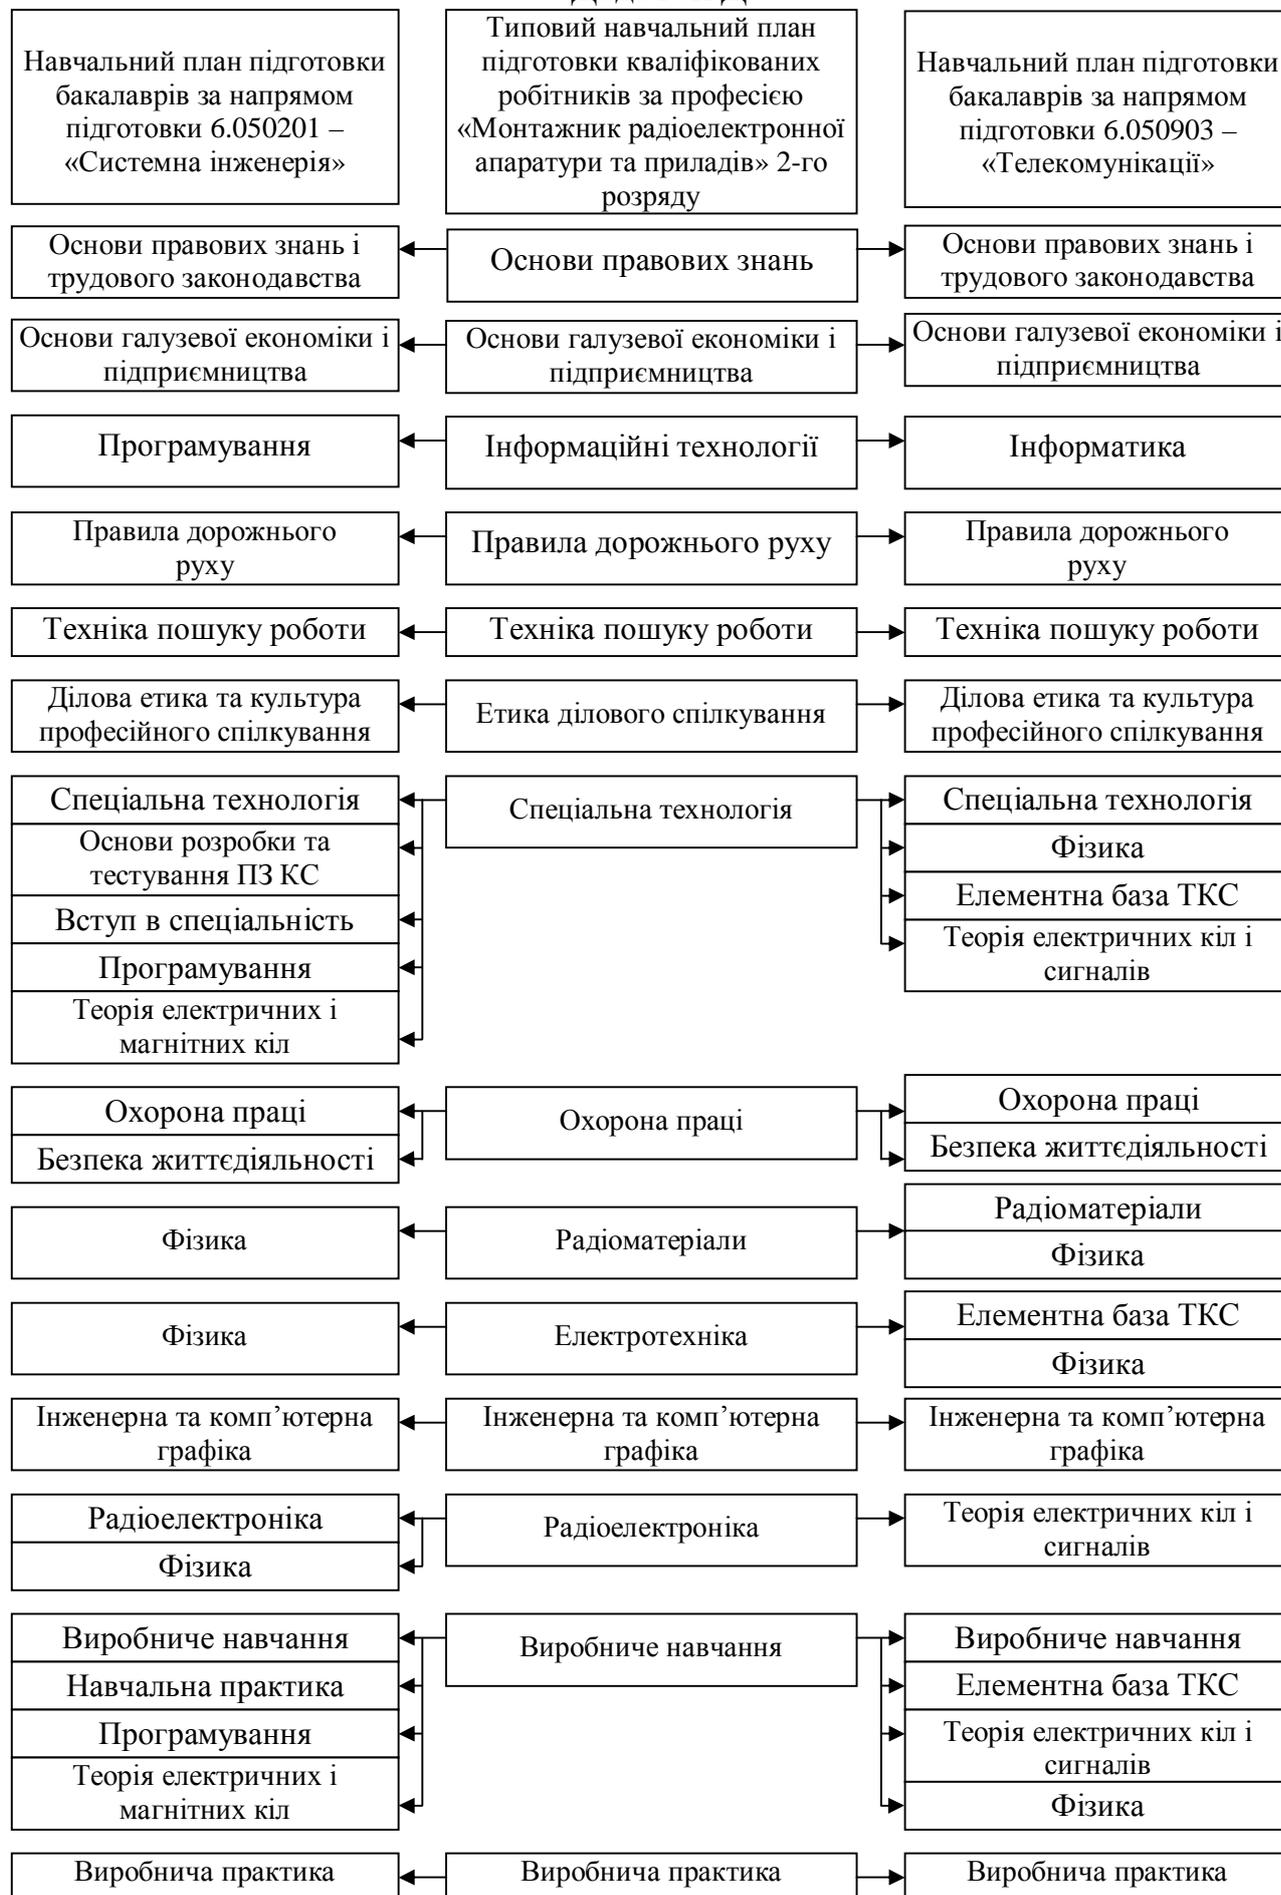 Навчальний план підготовки
бакалаврів за напрямом
підготовки 6.050201 –
«Системна інженерія»
Типовий навчальний план
підготовки кваліфікованих
робітників за професією
«Монтажник радіоелектронної
апаратури та приладів» 2-го
розряду
Навчальний план підготовки
бакалаврів за напрямом
підготовки 6.050903 –
«Телекомунікації»
Основи правових знань і
трудового законодавства
Основи правових знань
Основи правових знань і
трудового законодавства
Основи галузевої економіки і
підприємництва
Основи галузевої економіки і
підприємництва
Основи галузевої економіки і
підприємництва
Програмування
Інформаційні технології
Інформатика
Правила дорожнього
руху
Правила дорожнього руху
Правила дорожнього
руху
Техніка пошуку роботи
Техніка пошуку роботи
Техніка пошуку роботи
Ділова етика та культура
професійного спілкування
Етика ділового спілкування
Ділова етика та культура
професійного спілкування
Спеціальна технологія
Основи розробки та
тестування ПЗ КС
Вступ в спеціальність
Програмування
Теорія електричних і
магнітних кіл
Спеціальна технологія
Спеціальна технологія
Фізика
Елементна база ТКС
Теорія електричних кіл і
сигналів
Охорона праці
Безпека життєдіяльності
Охорона праці
Охорона праці
Безпека життєдіяльності
Фізика
Радіоматеріали
Радіоматеріали
Фізика
Фізика
Електротехніка
Елементна база ТКС
Фізика
Інженерна та комп’ютерна
графіка
Інженерна та комп’ютерна
графіка
Інженерна та комп’ютерна
графіка
Радіоелектроніка
Фізика
Радіоелектроніка
Теорія електричних кіл і
сигналів
Виробниче навчання
Навчальна практика
Програмування
Теорія електричних і
магнітних кіл
Виробниче навчання
Виробниче навчання
Елементна база ТКС
Теорія електричних кіл і
сигналів
Фізика
Виробнича практика
Виробнича практика
Виробнича практика